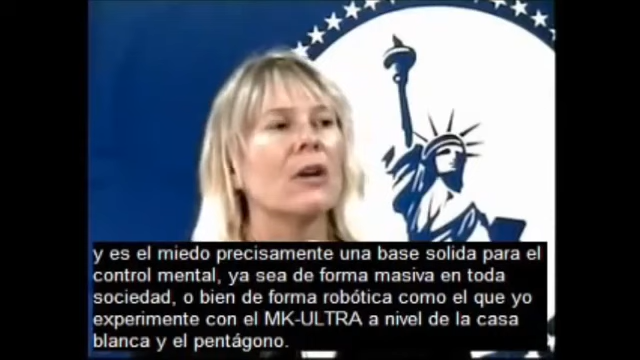 y es el miedo precisamente una base solida para el
control mental, ya sea de forma masiva en toda
sociedad, o bien de forma robótica como el que yo
experimente con el MK-ULTRA a nivel de la casa
blanca y el pentágono.